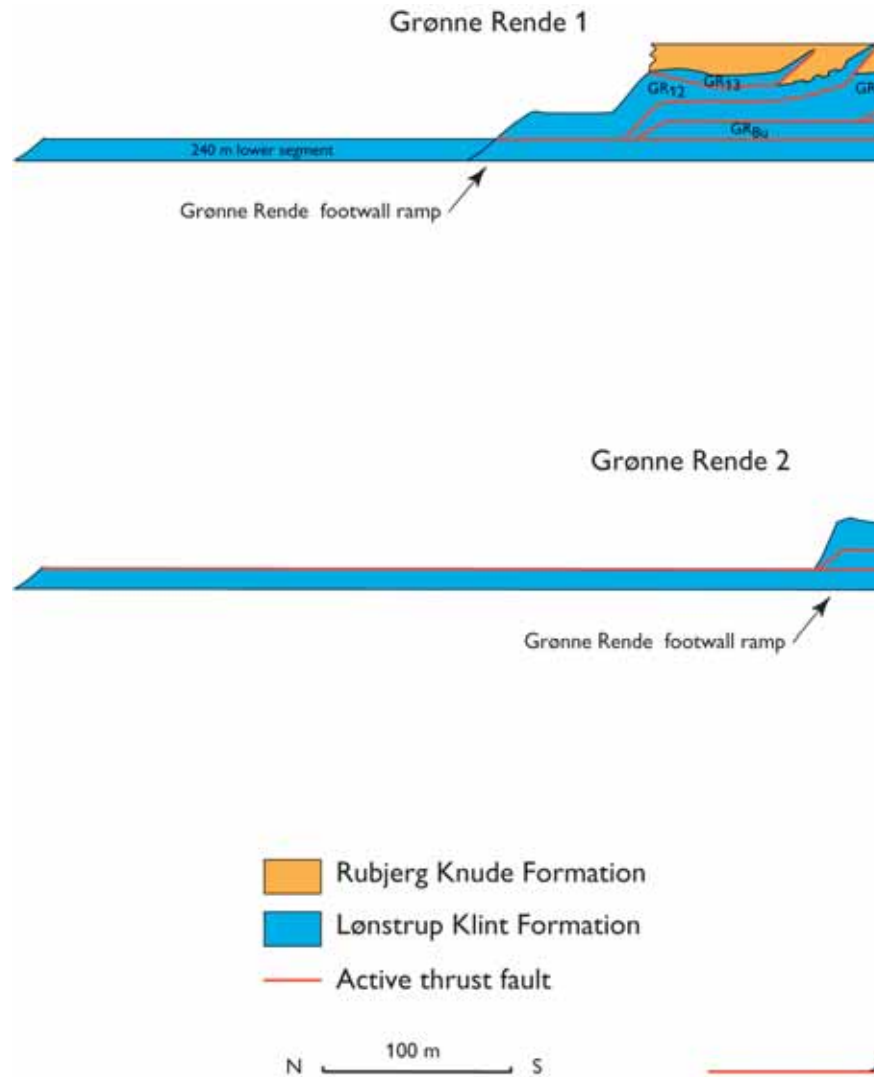 Grønne Rende 1
GR13
GR12
GR
GRBu
240 m lower segment
Grønne Rende footwall ramp
Grønne Rende 2
Grønne Rende footwall ramp
Rubjerg Knude Formation
Lønstrup Klint Formation
Active thrust fault
100 m
N S